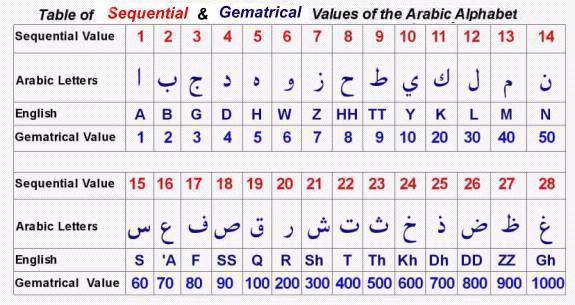 Table of Sequential & Gematrical Values of the Arabic Alphabet
Sequential Value 1 2 3 4 5 6 7 8 9 10 11 12 13 14
Arabic Letters ا ب ج د ه و ز ح ط ي ك ل م ن
English A B G D H W Z HH TT Y K L M N
Gematrical Value 1 2 3 4 5 6 7 8 9 10 20 30 40 50
Sequential Value 15 16 17 18 19 20 21 22 23 24 25 26 27 28
Arabic Letters س ع ف ص ق ر ش ت ث خ ذ ض ظ غ
English S 'A F SS Q R Sh T Th Kh Dh DD ZZ Gh
Gematrical Value 60 70 80 90 100 200 300 400 500 600 700 800 900 1000